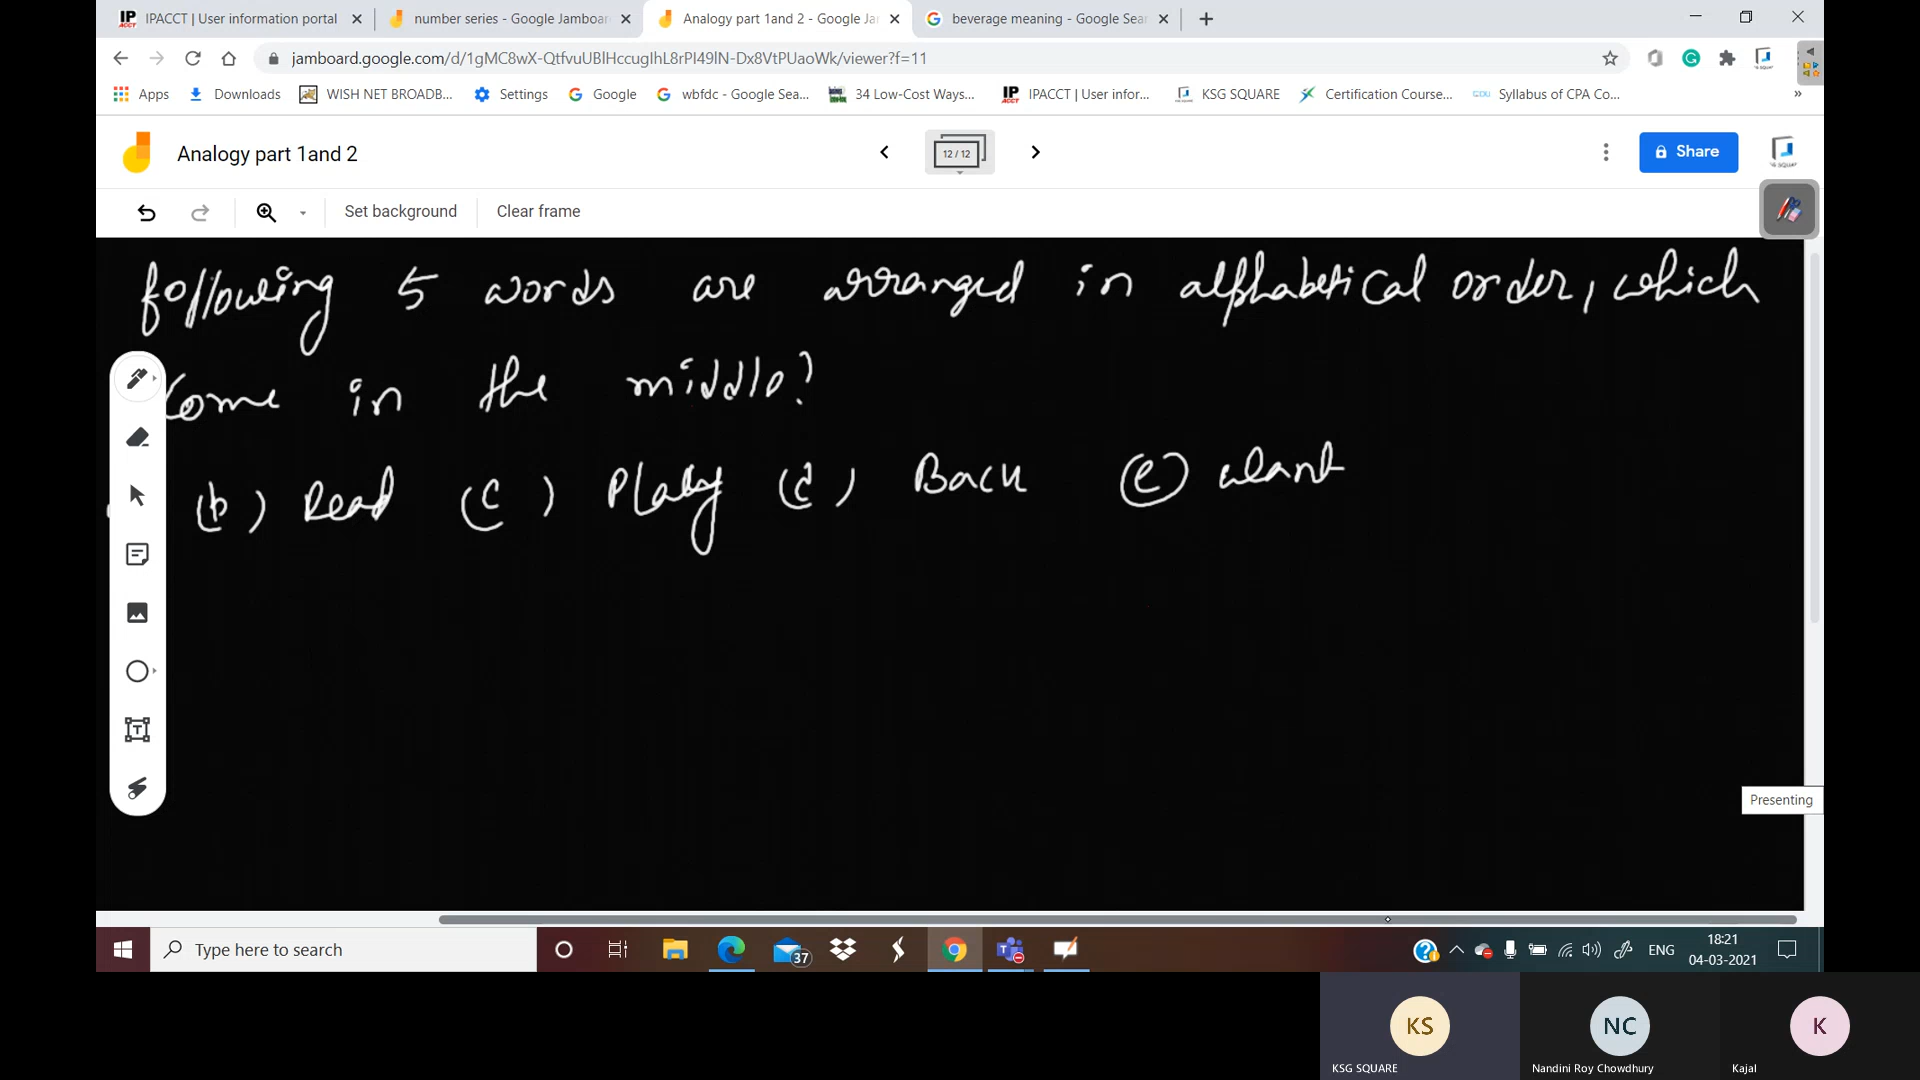 IPACCT | User information portal
number series - Google Jamboar
Analogy part 1and 2 - Google Ja
beverage meaning - Google Sea
jamboard.google.com/d/1gMC8wX-QtfvuUBlHccugIhL8rPI49lN-Dx8VtPUaoWk/viewer?f=11
Apps Downloads WISH NET BROADB... Settings Google wbfdc - Google Sea... 34 Low-Cost Ways... IPACCT | User infor... KSG SQUARE Certification Course... Syllabus of CPA Co... »
Analogy part 1and 2 12 / 12 Share
Set background Clear frame
following 5 words are arranged in alphabetical order, which
come in the middle?
(b) Read (c) Play (d) Back (e)
Presenting
Type here to search 37 ENG 18:21
04-03-2021
KS NC K
KSG SQUARE Nandini Roy Chowdhury Kajal